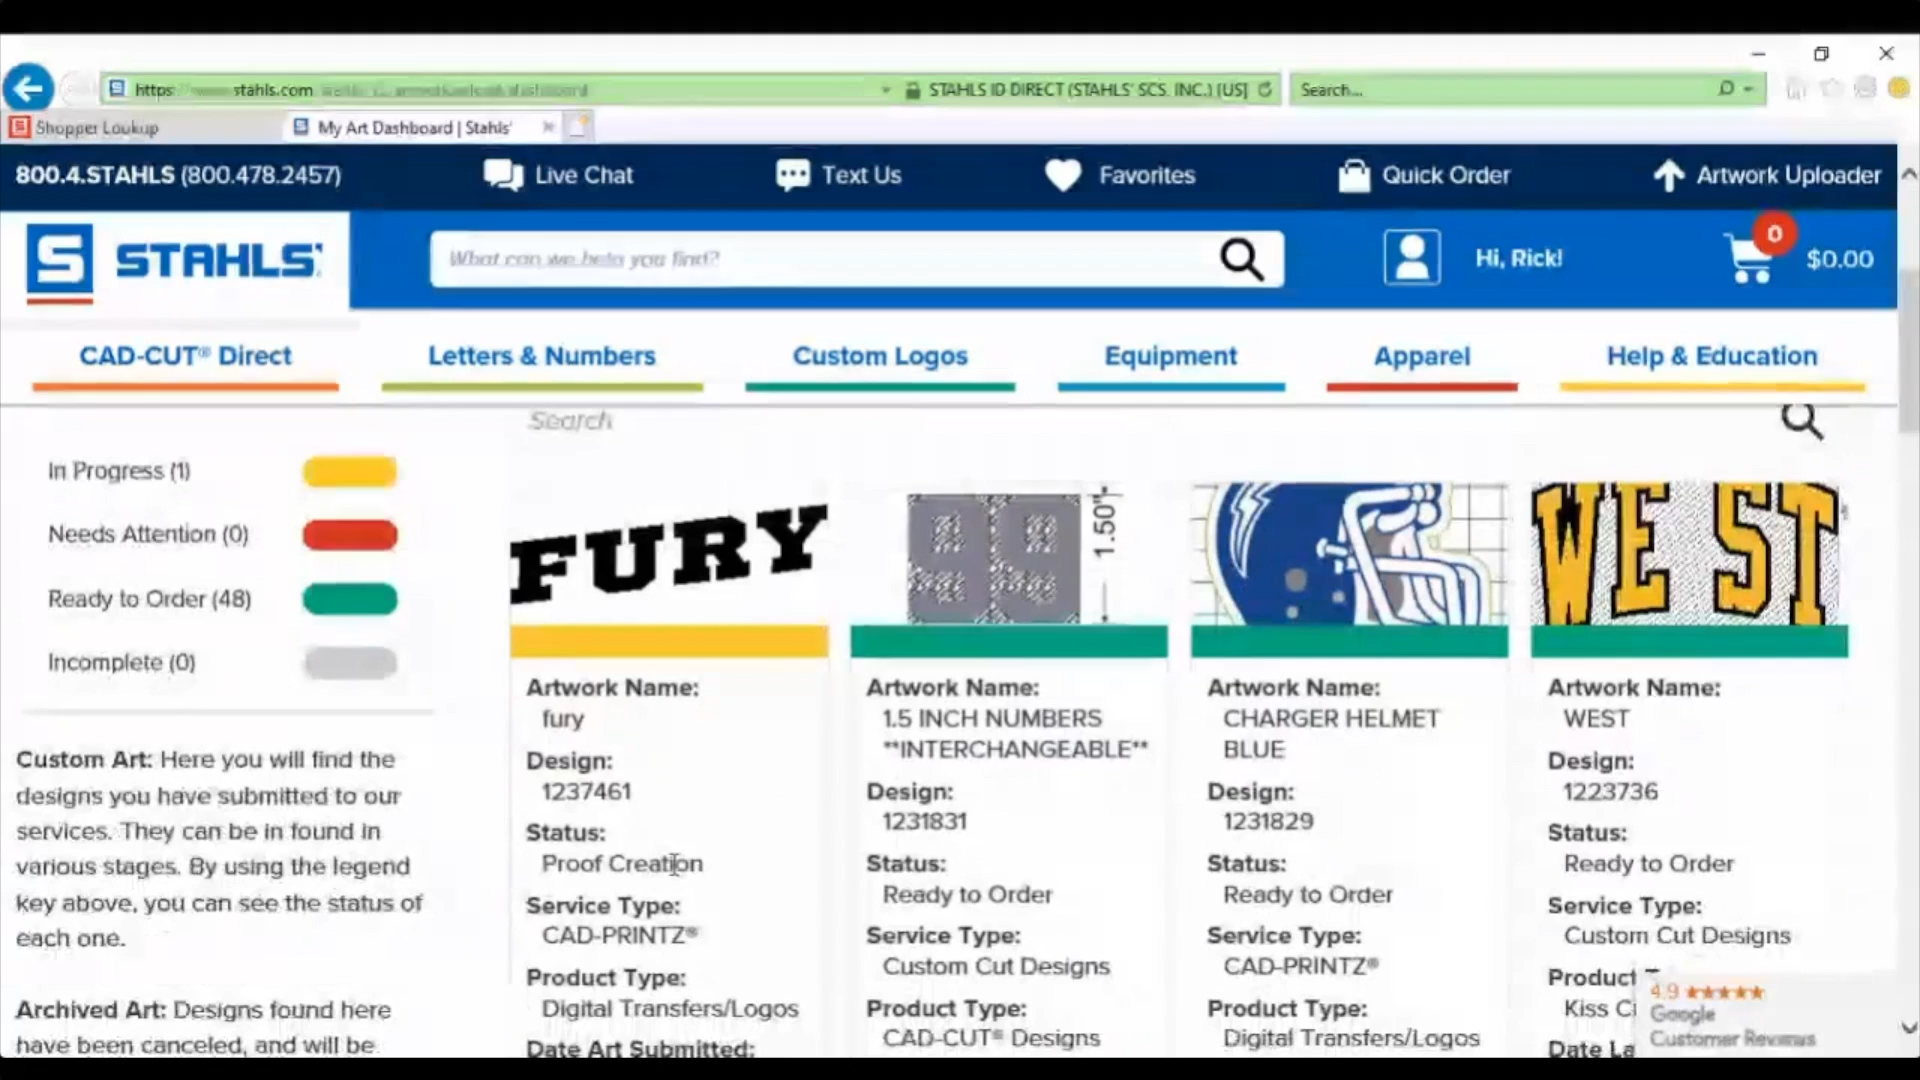 https
stahls.com
STAHLS ID DIRECT (STAHLS' SCS. INC.) [US]
Search...
Shopper Lookup
My Art Dashboard | Stahls'
800.4.STAHLS (800.478.2457)
Live Chat
Text Us
Favorites
Quick Order
Artwork Uploader
S STAHLS'
What can we help you find?
Hi, Rick!
0
$0.00
CAD-CUT® Direct
Letters & Numbers
Custom Logos
Equipment
Apparel
Help & Education
Search
In Progress (1)
Needs Attention (0)
Ready to Order (48)
Incomplete (0)
Custom Art: Here you will find the
designs you have submitted to our
services. They can be in found in
various stages. By using the legend
key above, you can see the status of
each one.
Archived Art: Designs found here
have been canceled, and will be
FURY
Artwork Name:
fury
Design:
1237461
Status:
Proof Creation
Service Type:
CAD-PRINTZ®
Product Type:
Digital Transfers/Logos
Date Art Submitted:
1.50"
Artwork Name:
1.5 INCH NUMBERS
**INTERCHANGEABLE**
Design:
1231831
Status:
Ready to Order
Service Type:
Custom Cut Designs
Product Type:
CAD-CUT® Designs
Artwork Name:
CHARGER HELMET
BLUE
Design:
1231829
Status:
Ready to Order
Service Type:
CAD-PRINTZ®
Product Type:
Digital Transfers/Logos
WEST
Artwork Name:
WEST
Design:
1223736
Status:
Ready to Order
Service Type:
Custom Cut Designs
Product
Kiss
Date
4.9 ★★★★★
Google
Customer Reviews